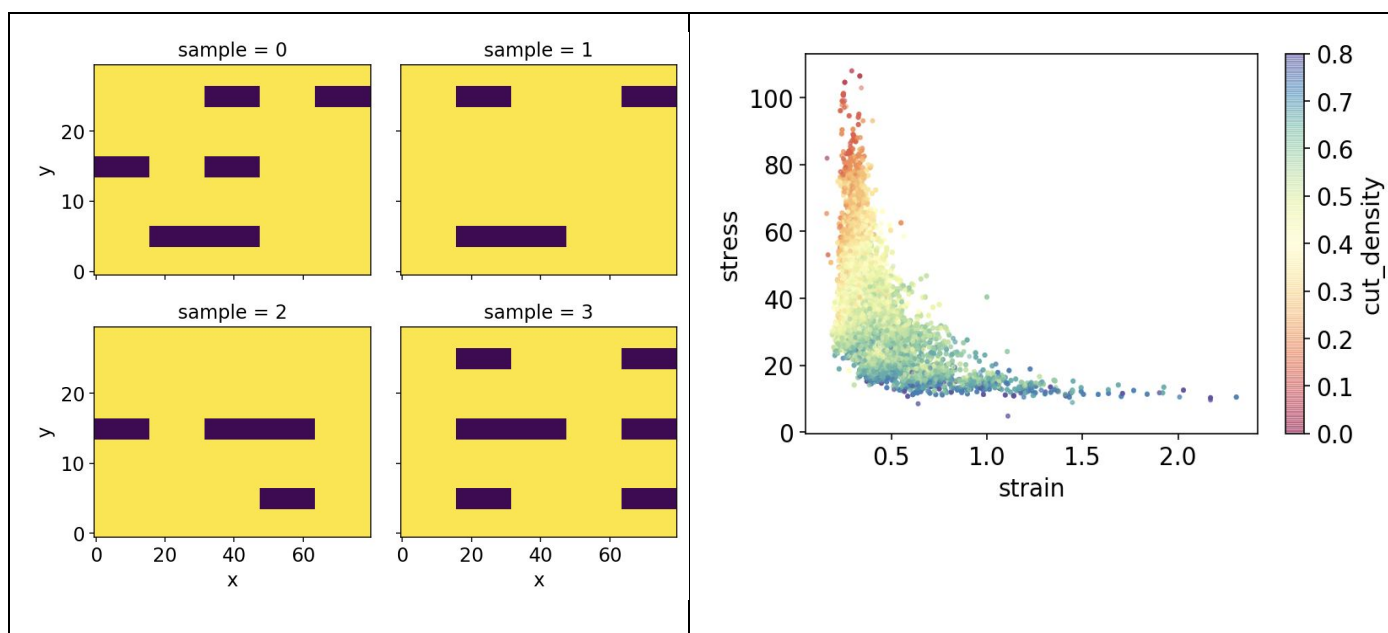 sample = 0
sample = 1
20
10
0
y
sample = 2
sample = 3
20
10
0
y
0 20 40 60
x
0 20 40 60
x
100
80
60
40
20
0
stress
0.5 1.0 1.5 2.0
strain
0.8
0.7
0.6
0.5
0.4
0.3
0.2
0.1
0.0
cut_density